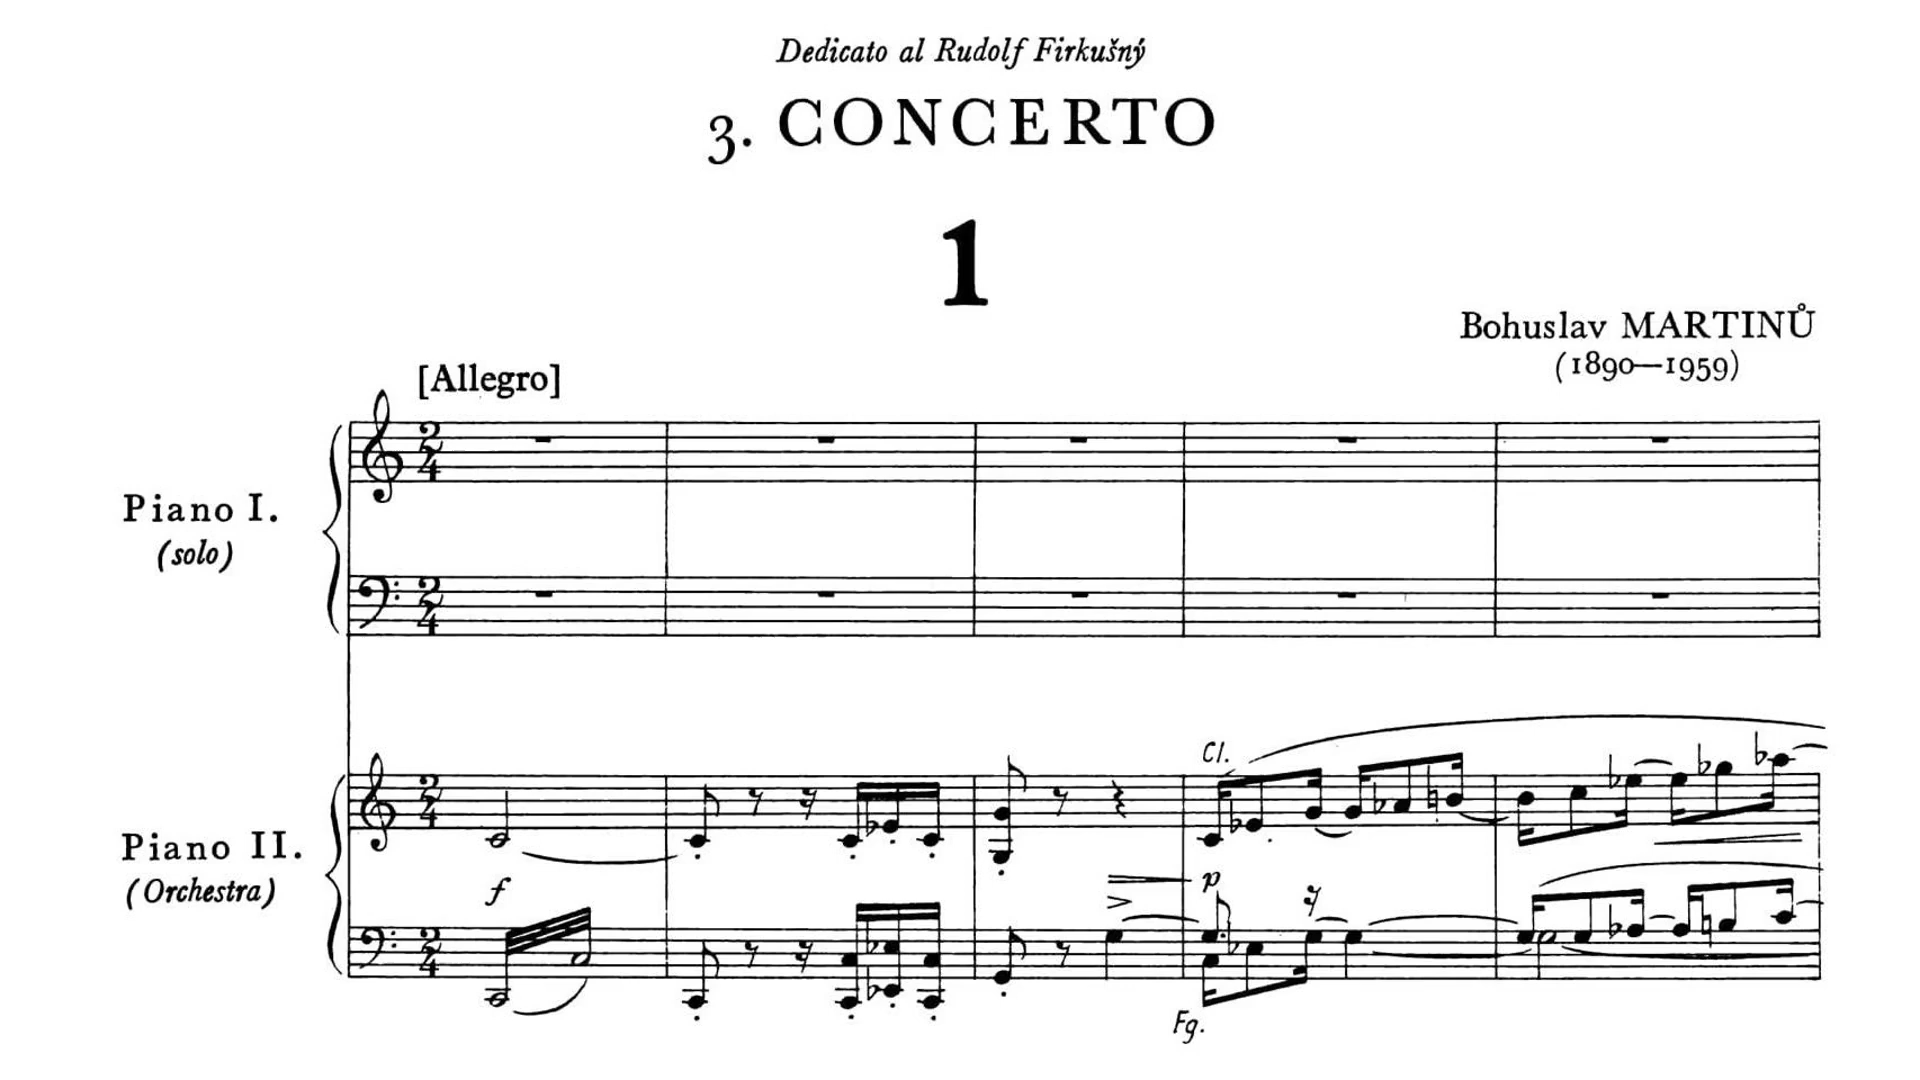 Dedicato al Rudolf Firkušný
3. CONCERTO
1
Bohuslav MARTINŮ
(1890—1959)
[Allegro]
Piano I.
(solo)
Cl.
Piano II.
(Orchestra)
f
p
Fg.